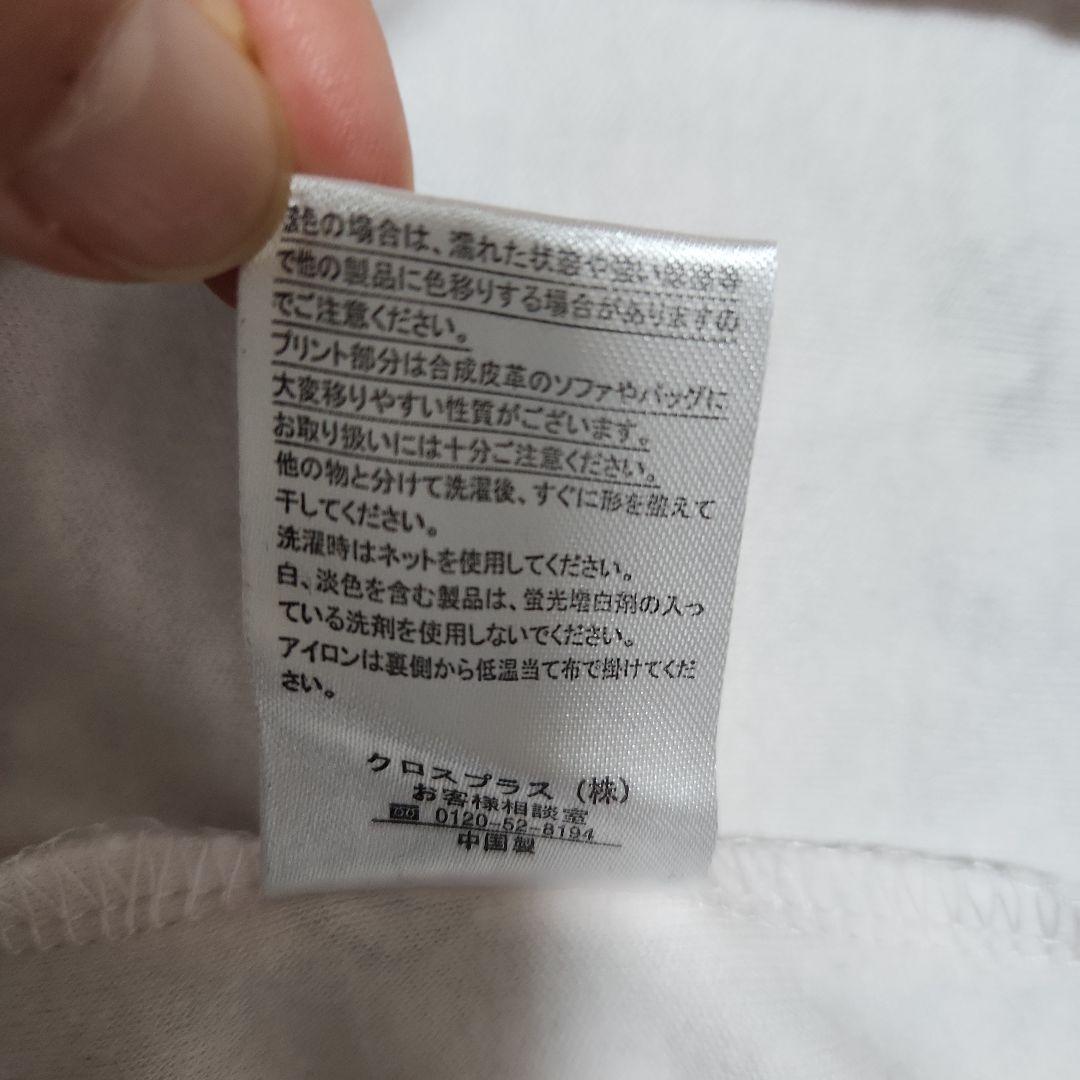 濃色の場合は、濡れた状態や強い摩擦等
で他の製品に色移りする場合がありますの
でご注意ください。
プリント部分は合成皮革のソファやバッグに
大変移りやすい性質がございます。
お取り扱いには十分ご注意ください。
他の物と分けて洗濯後、すぐに形を整えて
干してください。
洗濯時はネットを使用してください。
白、淡色を含む製品は、蛍光増白剤の入っ
ている洗剤を使用しないでください。
アイロンは裏側から低温当て布で掛けてくだ
さい。
クロスプラス (株)
お客様相談室
0120-52-8194
中国製